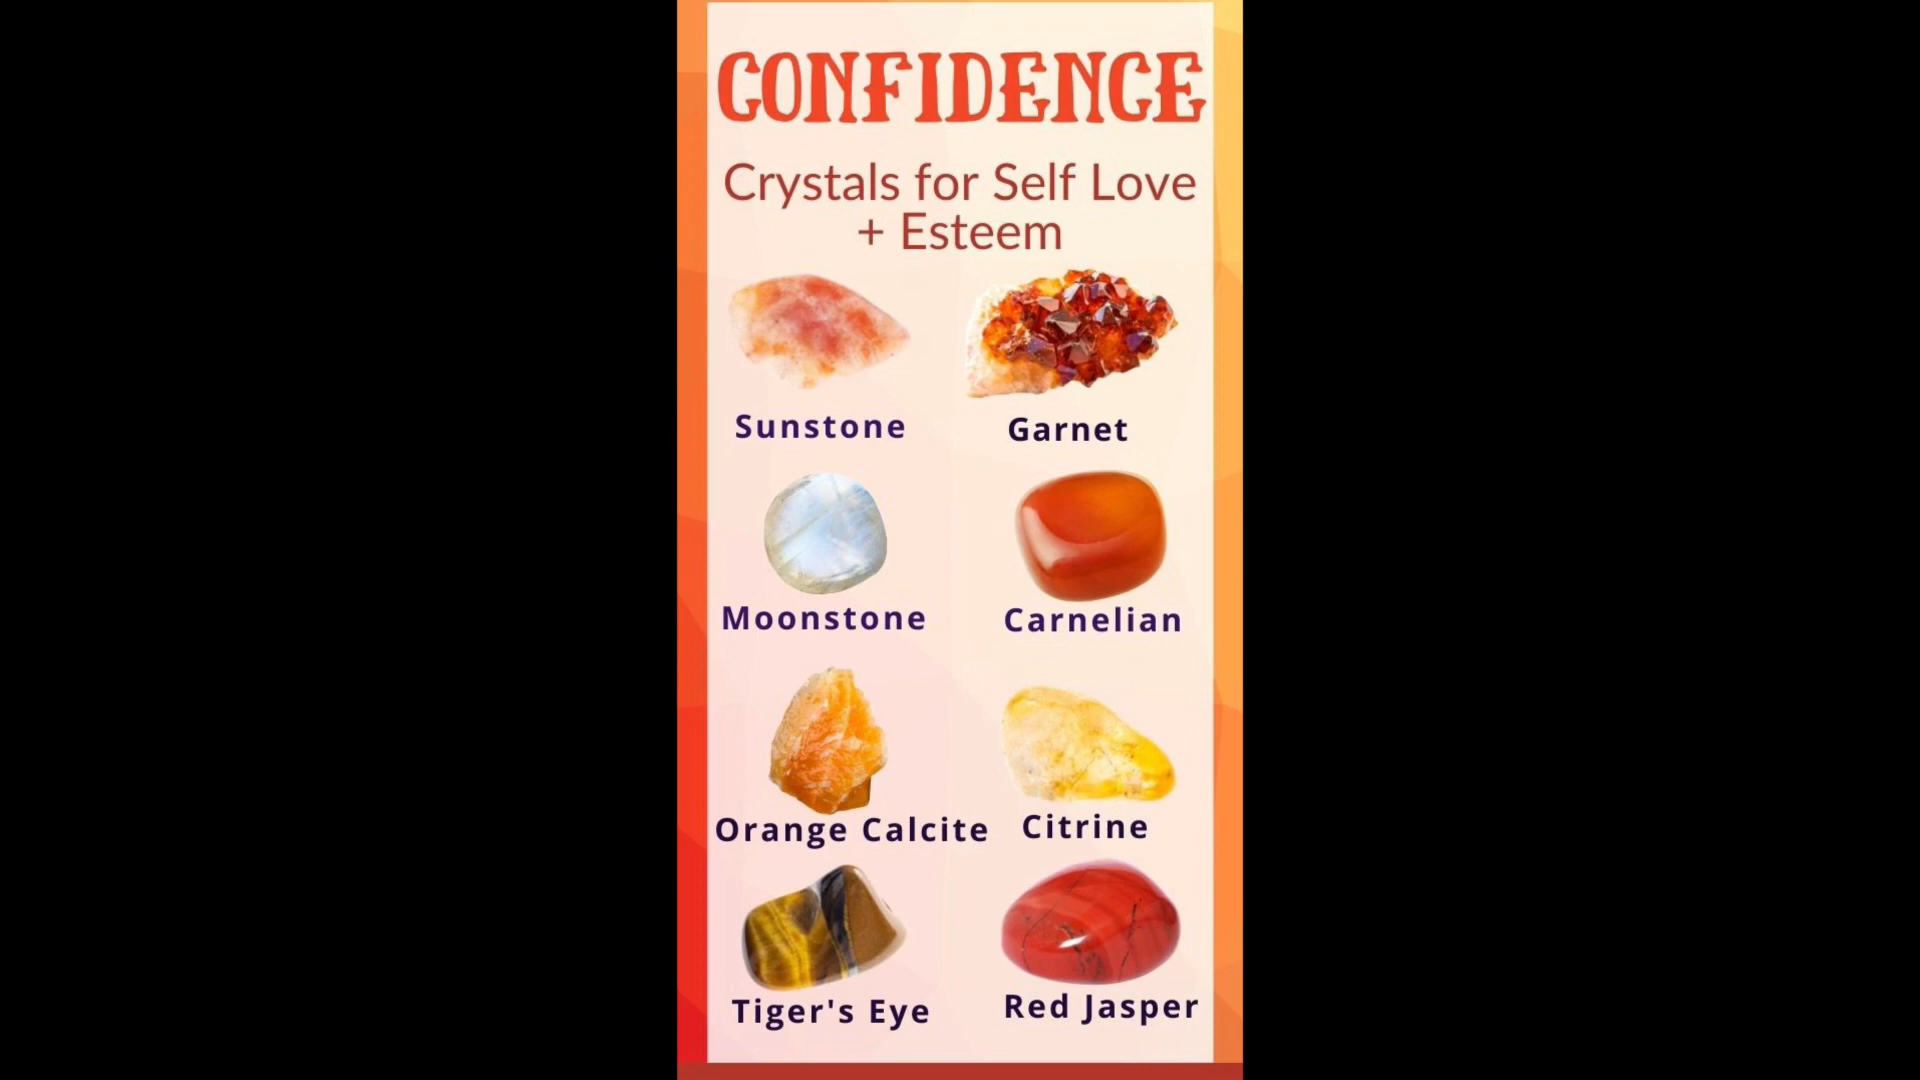 CONFIDENCE
Crystals for Self Love
+ Esteem
Sunstone
Garnet
Moonstone
Carnelian
Orange Calcite
Citrine
Tiger's Eye
Red Jasper